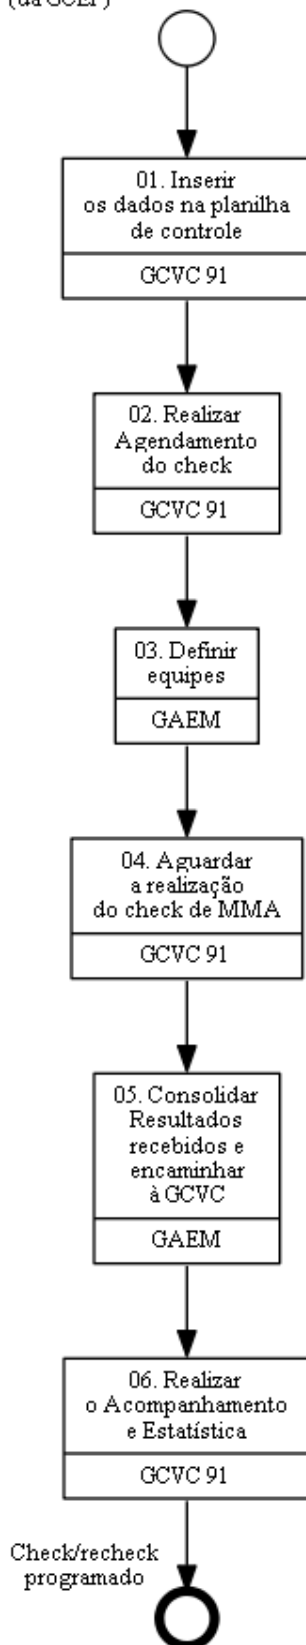 01. Inserir
os dados na planilha
de controle
GCVC 91
02. Realizar
Agendamento
do check
GCVC 91
03. Definir
equipes
GAEM
04. Aguardar
a realização
do check de MMA
GCVC 91
05. Consolidar
Resultados
recebidos e
encaminhar
à GCVC
GAEM
06. Realizar
o Acompanhamento
e Estatística
GCVC 91
Check/recheck
programado